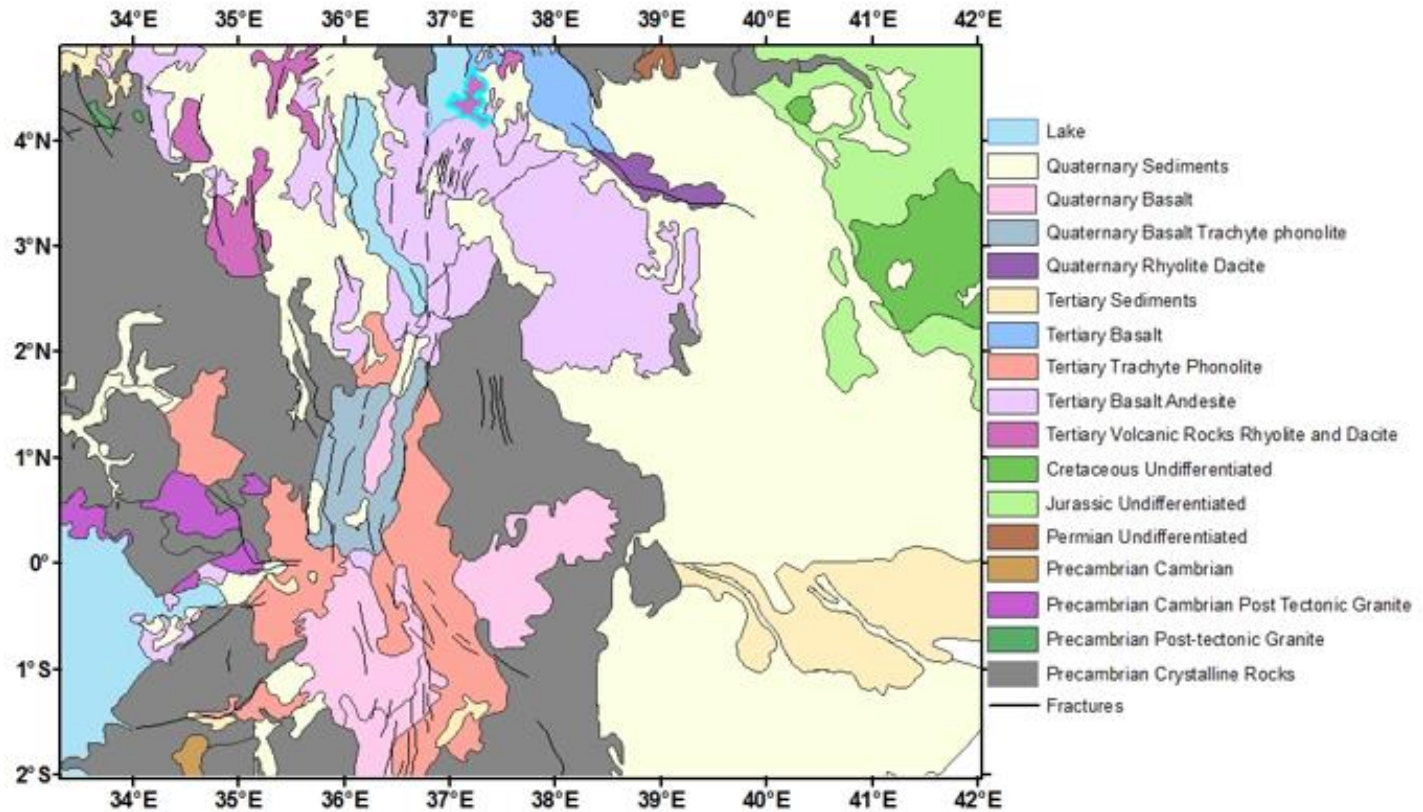 34°E 35°E 36°E 37°E 38°E 39°E 40°E 41°E 42°E
4°N
3°N
2°N
1°N
0°
1°S
2°S
34°E 35°E 36°E 37°E 38°E 39°E 40°E 41°E 42°E
Lake
Quaternary Sediments
Quaternary Basalt
Quaternary Basalt Trachyte phonolite
Quaternary Rhyolite Dacite
Tertiary Sediments
Tertiary Basalt
Tertiary Trachyte Phonolite
Tertiary Basalt Andesite
Tertiary Volcanic Rocks Rhyolite and Dacite
Cretaceous Undifferentiated
Jurassic Undifferentiated
Permian Undifferentiated
Precambrian Cambrian
Precambrian Cambrian Post Tectonic Granite
Precambrian Post-tectonic Granite
Precambrian Crystalline Rocks
Fractures